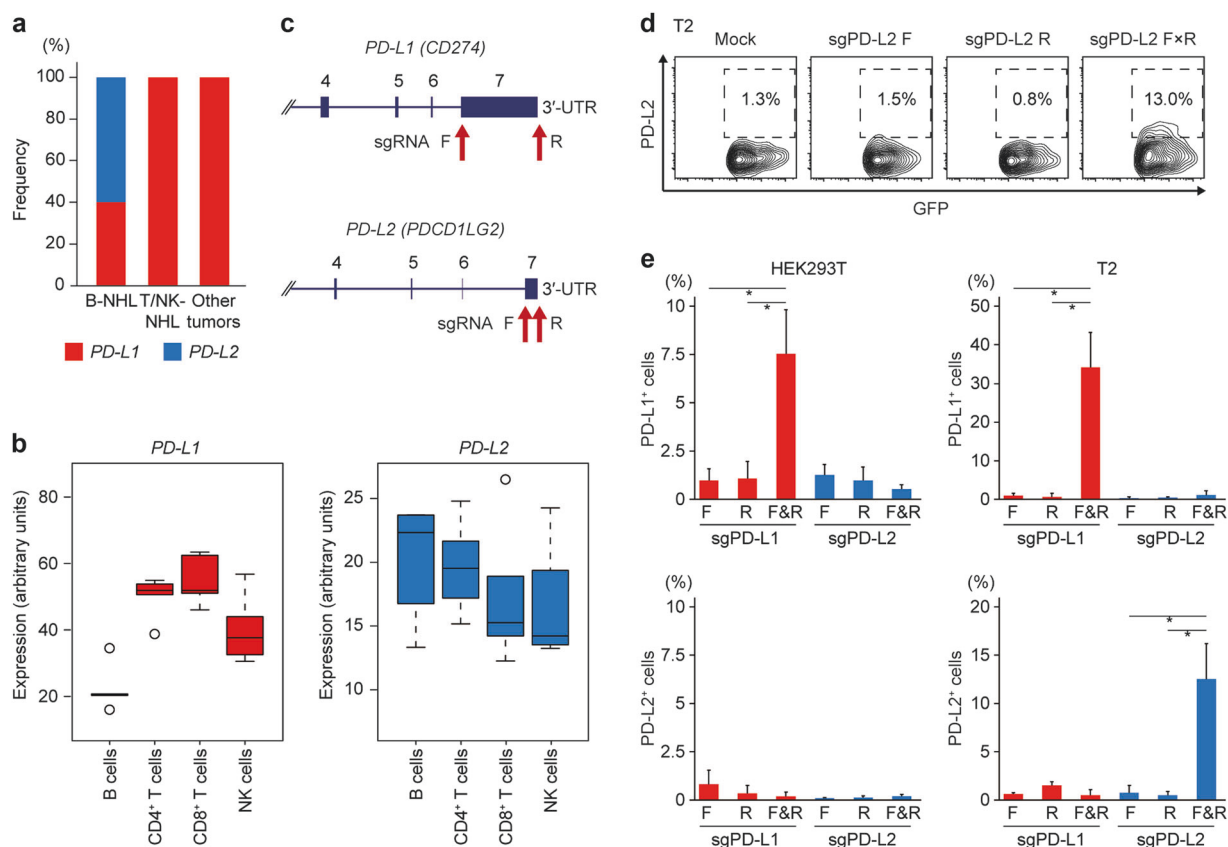 a
(%)
100
80
60
40
20
0
Frequency
B-NHL T/NK- Other
NHL tumors
PD-L1 PD-L2
b
PD-L1
Expression (arbitrary units)
80
60
40
20
B cells
CD4+ T cells
CD8+ T cells
NK cells
PD-L2
Expression (arbitrary units)
25
20
15
10
B cells
CD4+ T cells
CD8+ T cells
NK cells
c
PD-L1 (CD274)
4 5 6 7
3′-UTR
sgRNA F R
PD-L2 (PDCD1LG2)
4 5 6 7
3′-UTR
sgRNA F R
d
T2
Mock sgPD-L2 F sgPD-L2 R sgPD-L2 F×R
1.3% 1.5% 0.8% 13.0%
PD-L2
GFP
e
(%) HEK293T
10
7.5
5
2.5
0
PD-L1+ cells
*
*
F R F&R F R F&R
sgPD-L1 sgPD-L2
(%) T2
50
40
30
20
10
0
PD-L1+ cells
*
*
F R F&R F R F&R
sgPD-L1 sgPD-L2
(%)
10
7.5
5
2.5
0
PD-L2+ cells
F R F&R F R F&R
sgPD-L1 sgPD-L2
(%)
20
15
10
5
0
PD-L2+ cells
*
*
F R F&R F R F&R
sgPD-L1 sgPD-L2